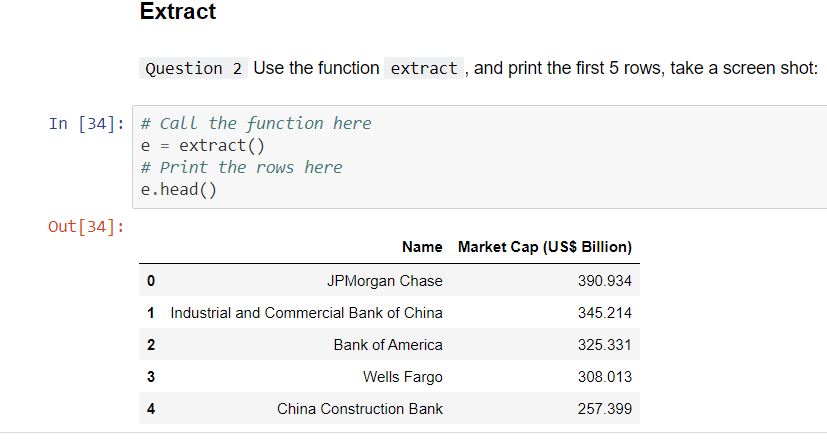 Extract
Question 2 Use the function extract , and print the first 5 rows, take a screen shot:
In [34]: # Call the function here
e = extract()
# Print the rows here
e.head()
Out[34]:
Name Market Cap (US$ Billion)
0 JPMorgan Chase 390.934
1 Industrial and Commercial Bank of China 345.214
2 Bank of America 325.331
3 Wells Fargo 308.013
4 China Construction Bank 257.399